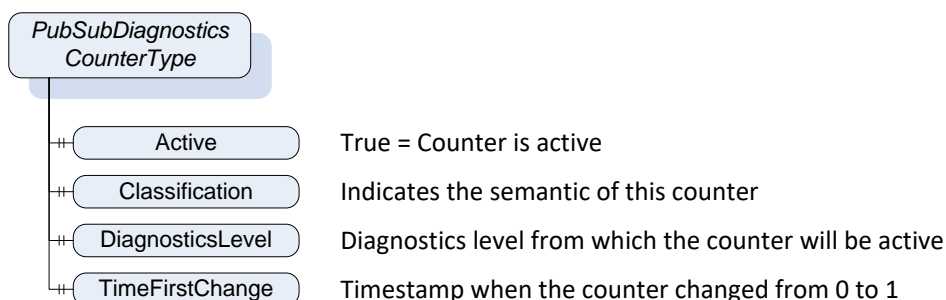 PubSubDiagnostics
CounterType
Active True = Counter is active
Classification Indicates the semantic of this counter
DiagnosticsLevel Diagnostics level from which the counter will be active
TimeFirstChange Timestamp when the counter changed from 0 to 1